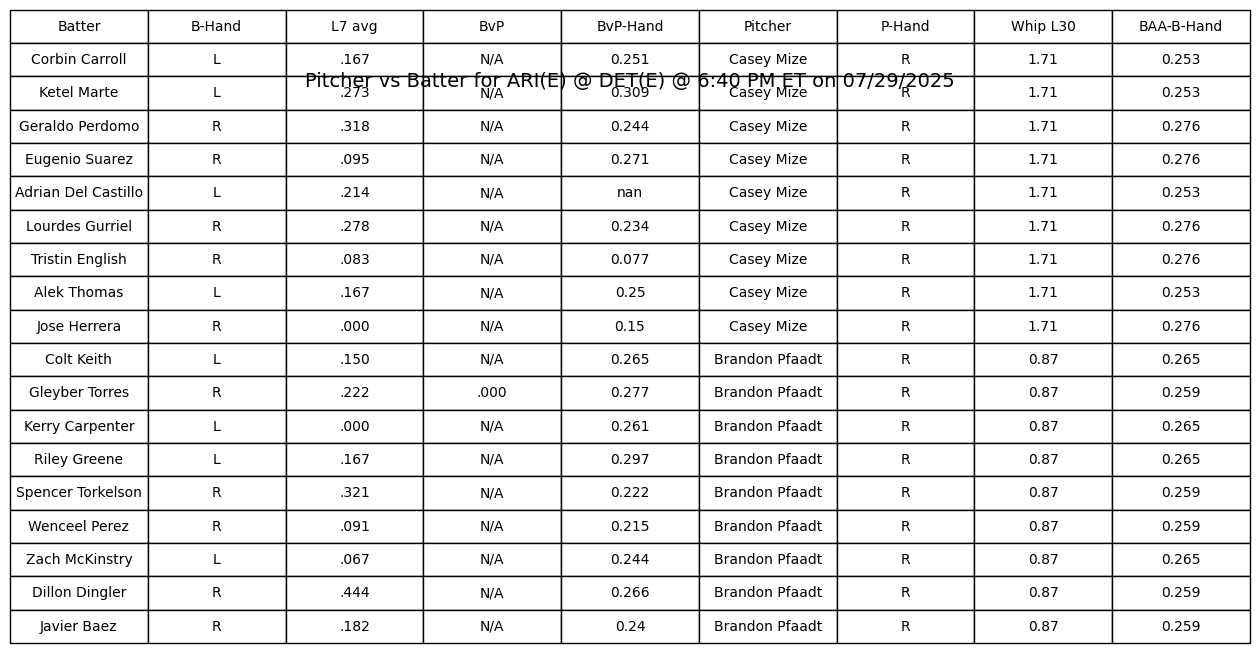 Batter B-Hand L7 avg BvP BvP-Hand Pitcher P-Hand Whip L30 BAA-B-Hand
Corbin Carroll L .167 N/A 0.251 Casey Mize R 1.71 0.253
Pitcher vs Batter for ARI(E) @ DET(E) @ 6:40 PM ET on 07/29/2025
Ketel Marte L .273 N/A 0.309 Casey Mize R 1.71 0.253
Geraldo Perdomo R .318 N/A 0.244 Casey Mize R 1.71 0.276
Eugenio Suarez R .095 N/A 0.271 Casey Mize R 1.71 0.276
Adrian Del Castillo L .214 N/A nan Casey Mize R 1.71 0.253
Lourdes Gurriel R .278 N/A 0.234 Casey Mize R 1.71 0.276
Tristin English R .083 N/A 0.077 Casey Mize R 1.71 0.276
Alek Thomas L .167 N/A 0.25 Casey Mize R 1.71 0.253
Jose Herrera R .000 N/A 0.15 Casey Mize R 1.71 0.276
Colt Keith L .150 N/A 0.265 Brandon Pfaadt R 0.87 0.265
Gleyber Torres R .222 .000 0.277 Brandon Pfaadt R 0.87 0.259
Kerry Carpenter L .000 N/A 0.261 Brandon Pfaadt R 0.87 0.265
Riley Greene L .167 N/A 0.297 Brandon Pfaadt R 0.87 0.265
Spencer Torkelson R .321 N/A 0.222 Brandon Pfaadt R 0.87 0.259
Wenceel Perez R .091 N/A 0.215 Brandon Pfaadt R 0.87 0.259
Zach McKinstry L .067 N/A 0.244 Brandon Pfaadt R 0.87 0.265
Dillon Dingler R .444 N/A 0.266 Brandon Pfaadt R 0.87 0.259
Javier Baez R .182 N/A 0.24 Brandon Pfaadt R 0.87 0.259